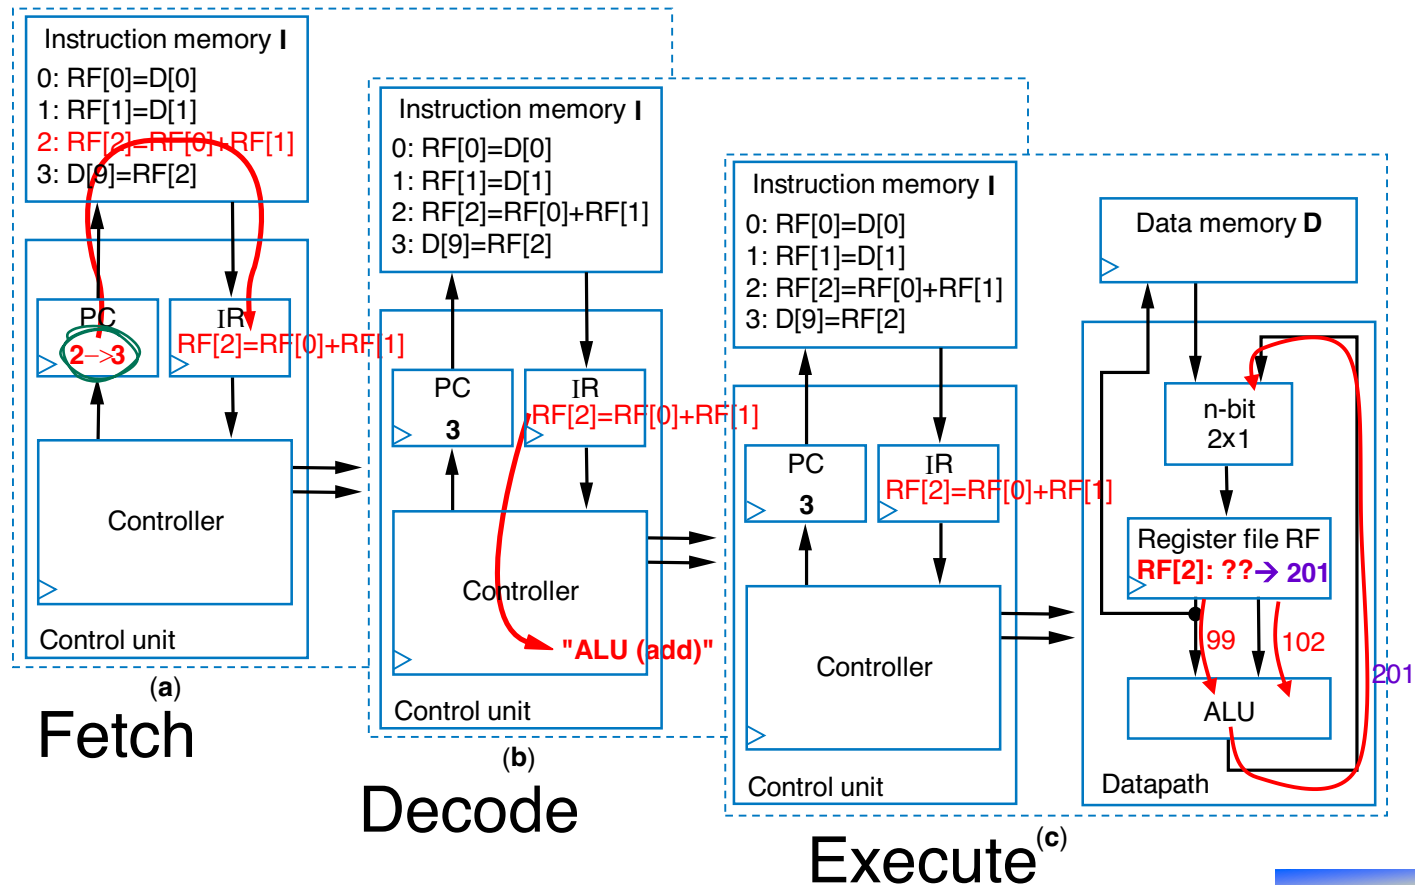 Instruction memory I
0: RF[0]=D[0]
1: RF[1]=D[1]
2: RF[2]=RF[0]+RF[1]
3: D[9]=RF[2]
PC
2->3
IR
RF[2]=RF[0]+RF[1]
Controller
Control unit
(a)
Fetch
Instruction memory I
0: RF[0]=D[0]
1: RF[1]=D[1]
2: RF[2]=RF[0]+RF[1]
3: D[9]=RF[2]
PC
3
IR
RF[2]=RF[0]+RF[1]
Controller
"ALU (add)"
Control unit
(b)
Decode
Instruction memory I
0: RF[0]=D[0]
1: RF[1]=D[1]
2: RF[2]=RF[0]+RF[1]
3: D[9]=RF[2]
PC
3
IR
RF[2]=RF[0]+RF[1]
Controller
Control unit
Data memory D
n-bit
2x1
Register file RF
RF[2]: ??→ 201
99
102
201
ALU
Datapath
(c)
Execute